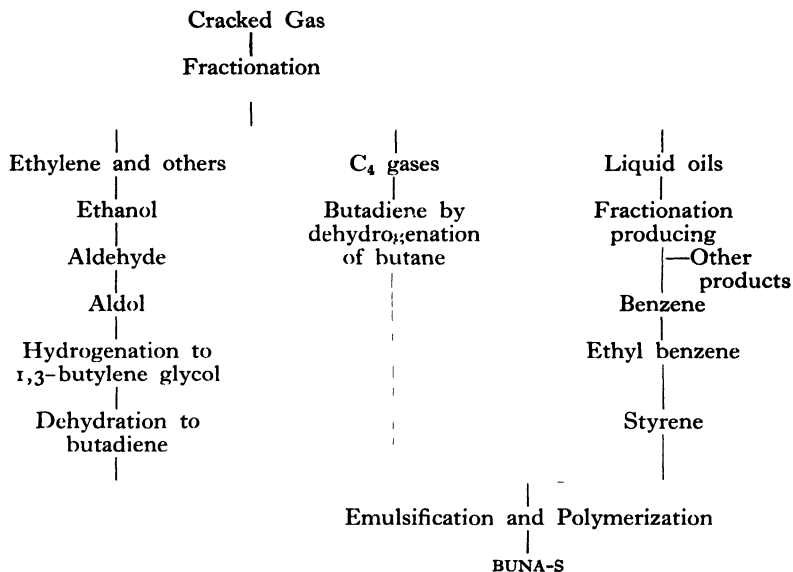 Cracked Gas
Fractionation
Ethylene and others
Ethanol
Aldehyde
Aldol
Hydrogenation to
1,3-butylene glycol
Dehydration to
butadiene
C₄ gases
Butadiene by
dehydrogenation
of butane
Liquid oils
Fractionation
producing
Other
products
Benzene
Ethyl benzene
Styrene
Emulsification and Polymerization
BUNA-S